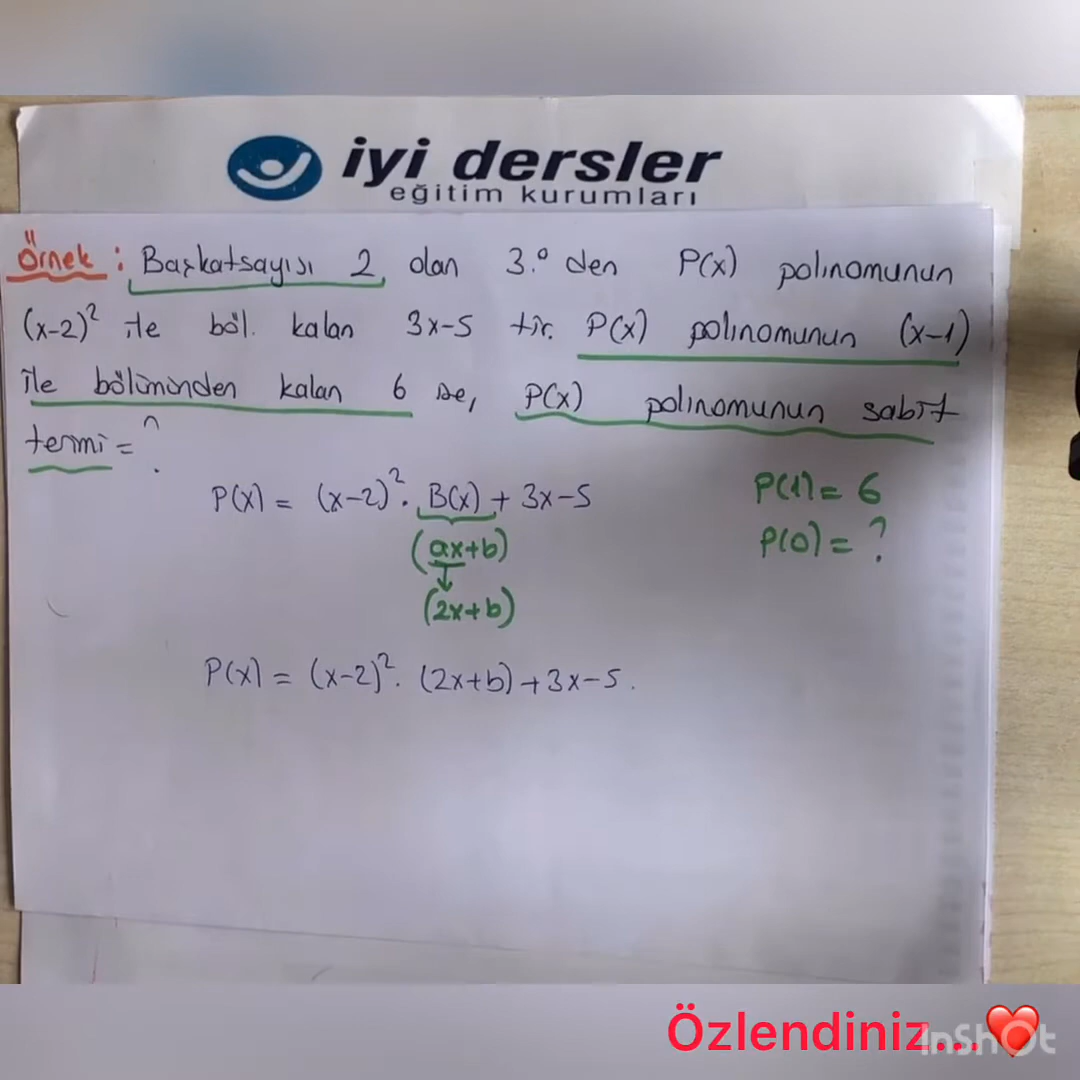 iyi dersler
eğitim kurumları
Örnek : Başkatsayısı 2 olan 3.° den P(x) polinomunun
(x-2)² ile böl. kalan 3x-5 tir. P(x) polinomunun (x-1)
ile bölüminden kalan 6 ise, P(x) polinomunun sabit
termi = ?
P(x) = (x-2)². B(x) + 3x-5
P(1) = 6
(ax+b)
P(0) = ?
(2x+b)
P(x) = (x-2)². (2x+b)+3x-5.
Özlendiniz...❤️
InShOt